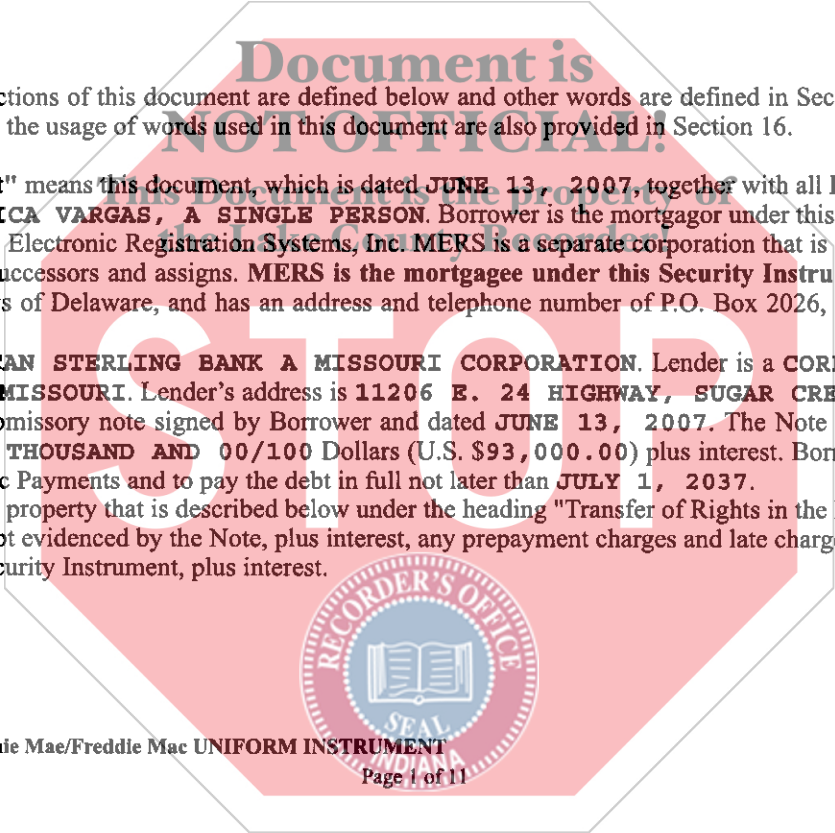 Document is
ctions of this document are defined below and other words are defined in Sec
the usage of words used in this document are also provided in Section 16.
NOT OFFICIAL!
" means this document, which is dated JUNE 13, 2007, together with all
This Document is the property of
ICA VARGAS, A SINGLE PERSON. Borrower is the mortgagor under this
the Lake County Recorder!
Electronic Registration Systems, Inc. MERS is a separate corporation that is
uccessors and assigns. MERS is the mortgagee under this Security Instru
s of Delaware, and has an address and telephone number of P.O. Box 2026,
STOP
AN STERLING BANK A MISSOURI CORPORATION. Lender is a COR
MISSOURI. Lender's address is 11206 E. 24 HIGHWAY, SUGAR CRE
omissory note signed by Borrower and dated JUNE 13, 2007. The Note
THOUSAND AND 00/100 Dollars (U.S. $93,000.00) plus interest. Bor
c Payments and to pay the debt in full not later than JULY 1, 2037.
property that is described below under the heading "Transfer of Rights in the
bt evidenced by the Note, plus interest, any prepayment charges and late charg
curity Instrument, plus interest.
RECORDER'S OFFICE
SEAL
INDIANA
nie Mae/Freddie Mac UNIFORM INSTRUMENT
Page 1 of 11